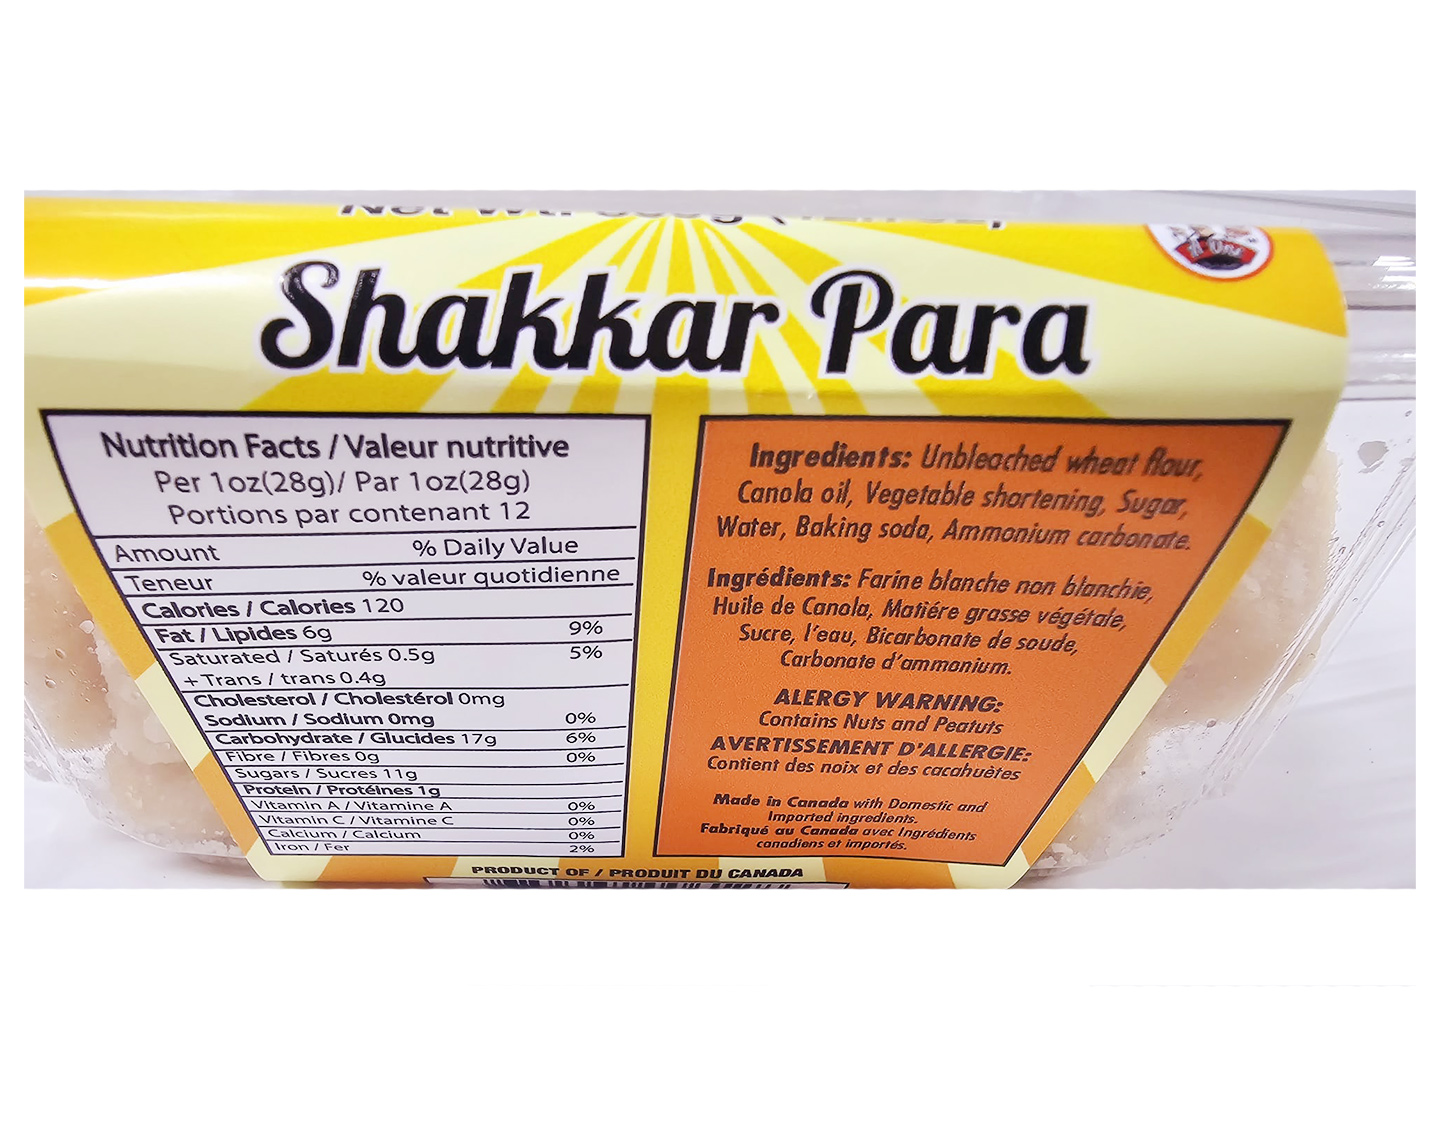 Shakkar Para
Nutrition Facts / Valeur nutritive
Per 1oz(28g)/ Par 1oz(28g)
Portions par contenant 12
Amount % Daily Value
Teneur % valeur quotidienne
Calories / Calories 120
Fat / Lipides 6g 9%
Saturated / Saturés 0.5g 5%
+ Trans / trans 0.4g
Cholesterol / Cholestérol 0mg
Sodium / Sodium 0mg 0%
Carbohydrate / Glucides 17g 6%
Fibre / Fibres 0g 0%
Sugars / Sucres 11g
Protein / Protéines 1g
Vitamin A / Vitamine A 0%
Vitamin C / Vitamine C 0%
Calcium / Calcium 0%
Iron / Fer 2%
Ingredients: Unbleached wheat flour,
Canola oil, Vegetable shortening, Sugar,
Water, Baking soda, Ammonium carbonate.
Ingrédients: Farine blanche non blanchie,
Huile de Canola, Matiére grasse végétale,
Sucre, l'eau, Bicarbonate de soude,
Carbonate d'ammonium.
ALERGY WARNING:
Contains Nuts and Peatuts
AVERTISSEMENT D'ALLERGIE:
Contient des noix et des cacahuètes
Made in Canada with Domestic and
Imported ingredients.
Fabriqué au Canada avec Ingrédients
canadiens et importés.
PRODUCT OF / PRODUIT DU CANADA